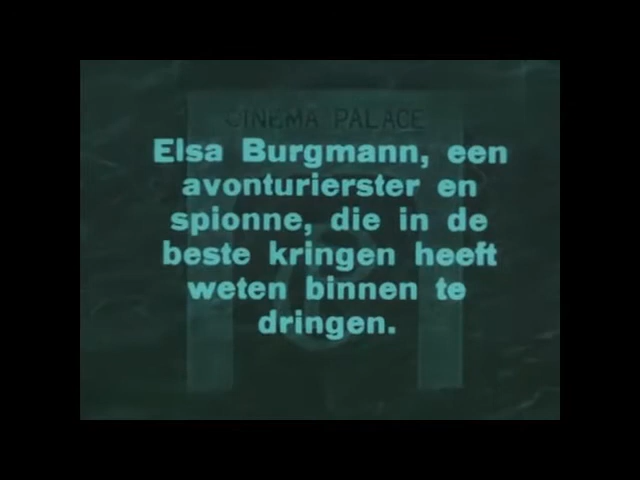 CINEMA PALACE
Elsa Burgmann, een
avonturierster en
spionne, die in de
beste kringen heeft
weten binnen te
dringen.